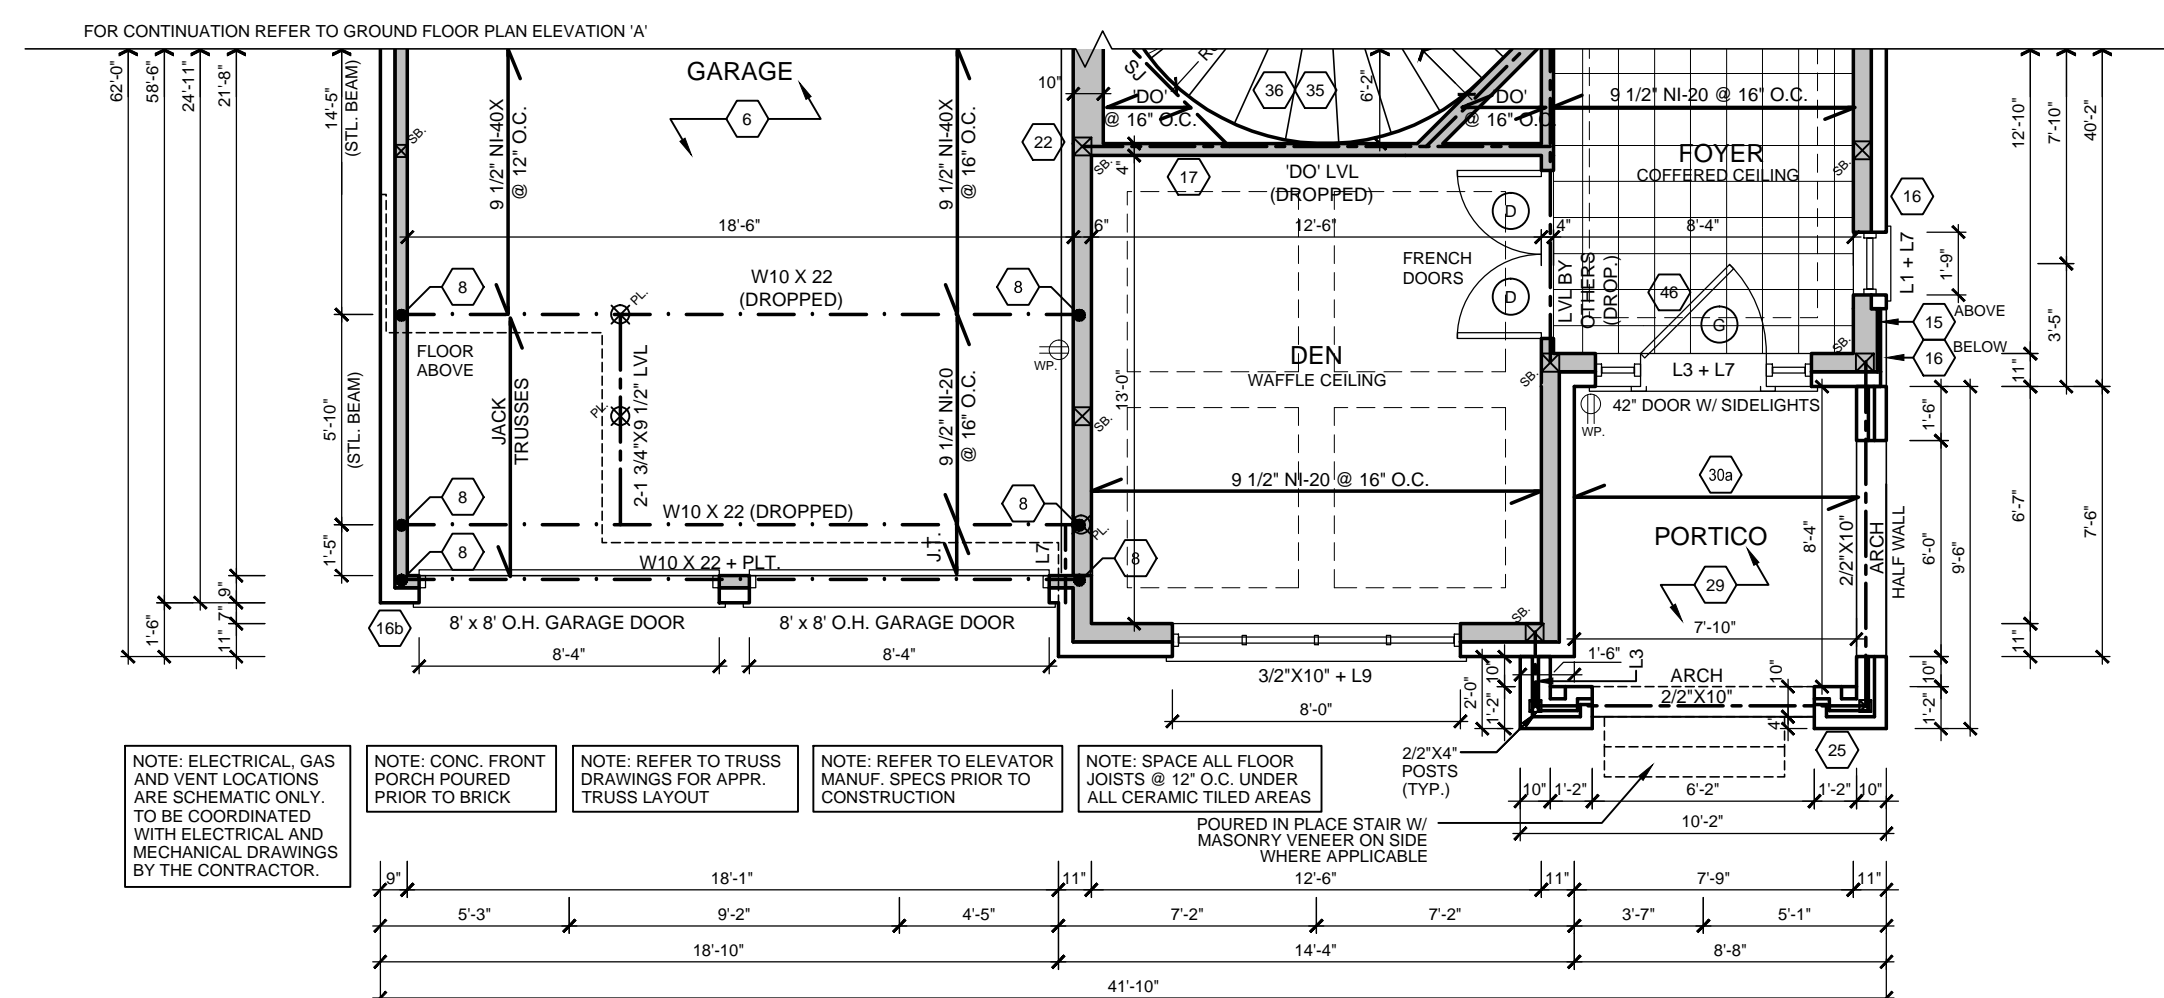 FOR CONTINUATION REFER TO GROUND FLOOR PLAN ELEVATION 'A'
62'-0"
58'-6"
24'-11"
21'-8"
14'-5"
(STL. BEAM)
SB.
GARAGE
6
9 1/2" NI-40X
@ 12" O.C.
9 1/2" NI-40X
@ 16" O.C.
10"
22
SB.
4"
'DO'
@ 16" O.C.
SJ
36
35
6'-2"
'DO'
@ 16" O.C.
9 1/2" NI-20 @ 16" O.C.
FOYER
COFFERED CEILING
SB.
16
12'-10"
7'-10"
40'-2"
17
'DO' LVL
(DROPPED)
D
D
FRENCH
DOORS
18'-6"
6"
12'-6"
4"
8'-4"
W10 X 22
(DROPPED)
8
8
PL.
LVL BY
OTHERS
(DROP.)
46
G
L1 + L7
1'-9"
15
ABOVE
16
BELOW
3'-5"
11"
SB.
FLOOR
ABOVE
WP.
DEN
WAFFLE CEILING
SB.
L3 + L7
42" DOOR W/ SIDELIGHTS
WP.
5'-10"
(STL. BEAM)
JACK
TRUSSES
PL.
2-1 3/4"X9 1/2" LVL
9 1/2" NI-20
@ 16" O.C.
13'-0"
SB.
9 1/2" NI-20 @ 16" O.C.
30a
1'-6"
8
8
PL.
W10 X 22 (DROPPED)
PORTICO
29
8'-4"
2/2"X10"
ARCH
HALF WALL
6'-0"
9'-6"
6'-7"
7'-6"
8
8
1'-5"
W10 X 22 + PLT.
J.T.
L7
9"
7"
11"
1'-6"
16b
8' x 8' O.H. GARAGE DOOR
8' x 8' O.H. GARAGE DOOR
8'-4"
8'-4"
SB.
7'-10"
11"
3/2"X10" + L9
8'-0"
2'-0"
10"
1'-2"
1'-6"
L3
ARCH
2/2"X10"
10"
4"
10"
1'-2"
25
2/2"X4"
POSTS
(TYP.)
NOTE: ELECTRICAL, GAS
AND VENT LOCATIONS
ARE SCHEMATIC ONLY.
TO BE COORDINATED
WITH ELECTRICAL AND
MECHANICAL DRAWINGS
BY THE CONTRACTOR.
NOTE: CONC. FRONT
PORCH POURED
PRIOR TO BRICK
NOTE: REFER TO TRUSS
DRAWINGS FOR APPR.
TRUSS LAYOUT
NOTE: REFER TO ELEVATOR
MANUF. SPECS PRIOR TO
CONSTRUCTION
NOTE: SPACE ALL FLOOR
JOISTS @ 12" O.C. UNDER
ALL CERAMIC TILED AREAS
10"
1'-2"
6'-2"
1'-2"
10"
10'-2"
POURED IN PLACE STAIR W/
MASONRY VENEER ON SIDE
WHERE APPLICABLE
9"
18'-1"
11"
12'-6"
11"
7'-9"
11"
5'-3"
9'-2"
4'-5"
7'-2"
7'-2"
3'-7"
5'-1"
18'-10"
14'-4"
8'-8"
41'-10"